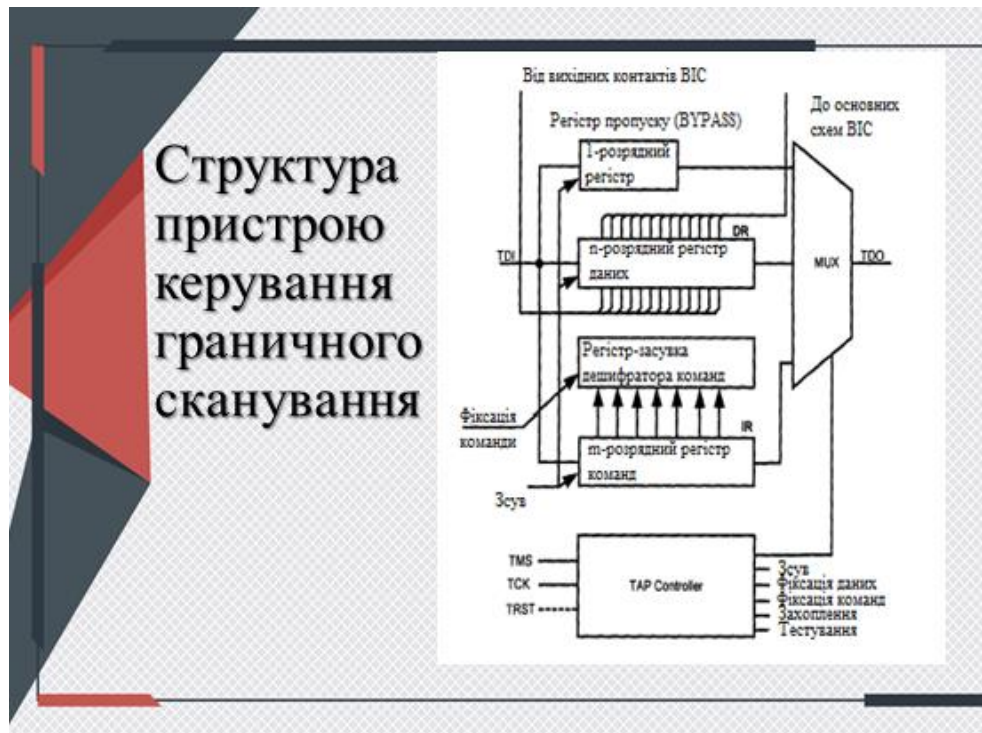 Структура
пристрою
керування
граничного
сканування
Від вихідних контактів ВІС
До основних
схем ВІС
Регістр пропуску (BYPASS)
1-розрядний
регістр
DR
TDI
n-розрядний регістр
даних
MUX
TDO
Регістр-засувка
дешифратора команд
Фіксація
команди
IR
m-розрядний регістр
команд
Зсув
TMS
TCK
TRST
TAP Controller
Зсув
Фіксація даних
Фіксація команд
Захоплення
Тестування